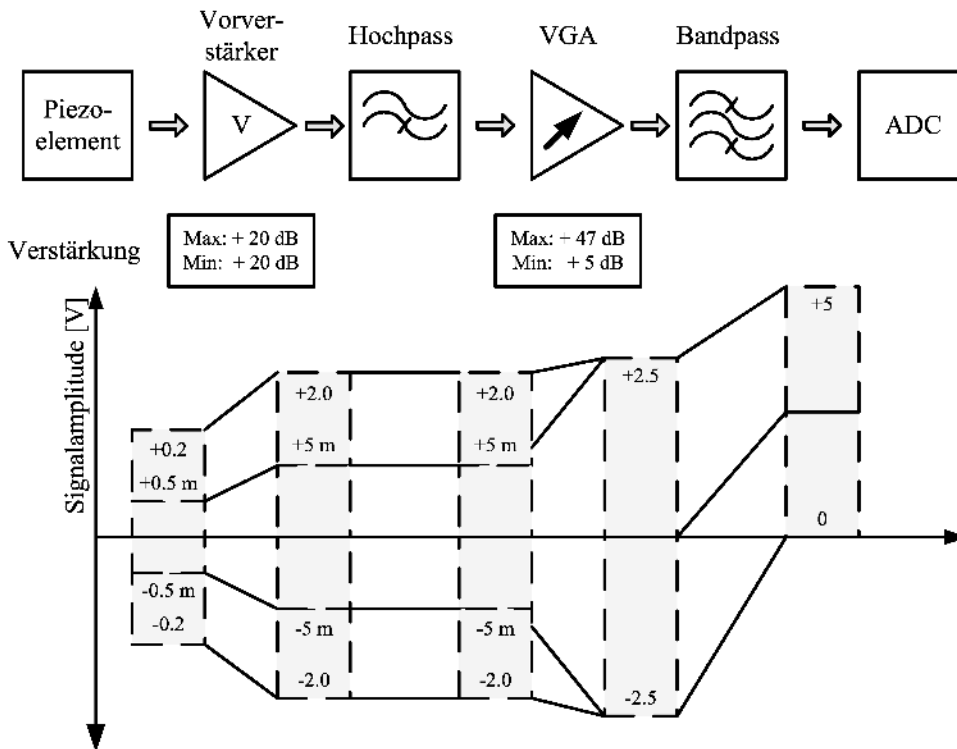 Vorver-
stärker
Hochpass
VGA
Bandpass
Piezo-
element
V
ADC
Verstärkung
Max: + 20 dB
Min: + 20 dB
Max: + 47 dB
Min: + 5 dB
Signalamplitude [V]
+0.2
+0.5 m
-0.5 m
-0.2
+2.0
+5 m
-5 m
-2.0
+2.0
+5 m
-5 m
-2.0
+2.5
-2.5
+5
0